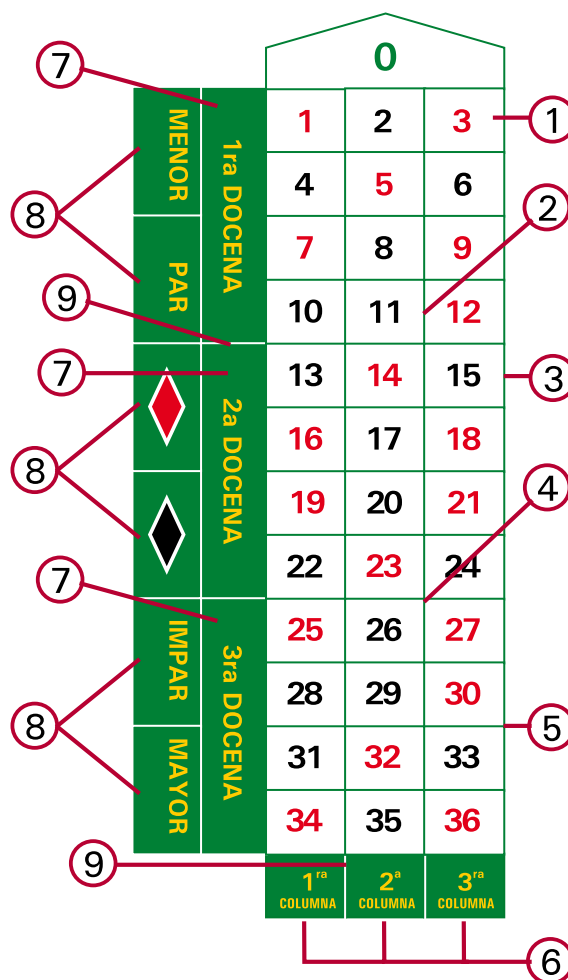 0
7
1 2 3
1
MENOR
1ra DOCENA
4 5 6
8
2
7 8 9
PAR
9
10 11 12
7
13 14 15
3
2a DOCENA
16 17 18
8
4
19 20 21
22 23 24
7
25 26 27
IMPAR
3ra DOCENA
28 29 30
8
5
31 32 33
MAYOR
34 35 36
9
1ra 2a 3ra
COLUMNA COLUMNA COLUMNA
6